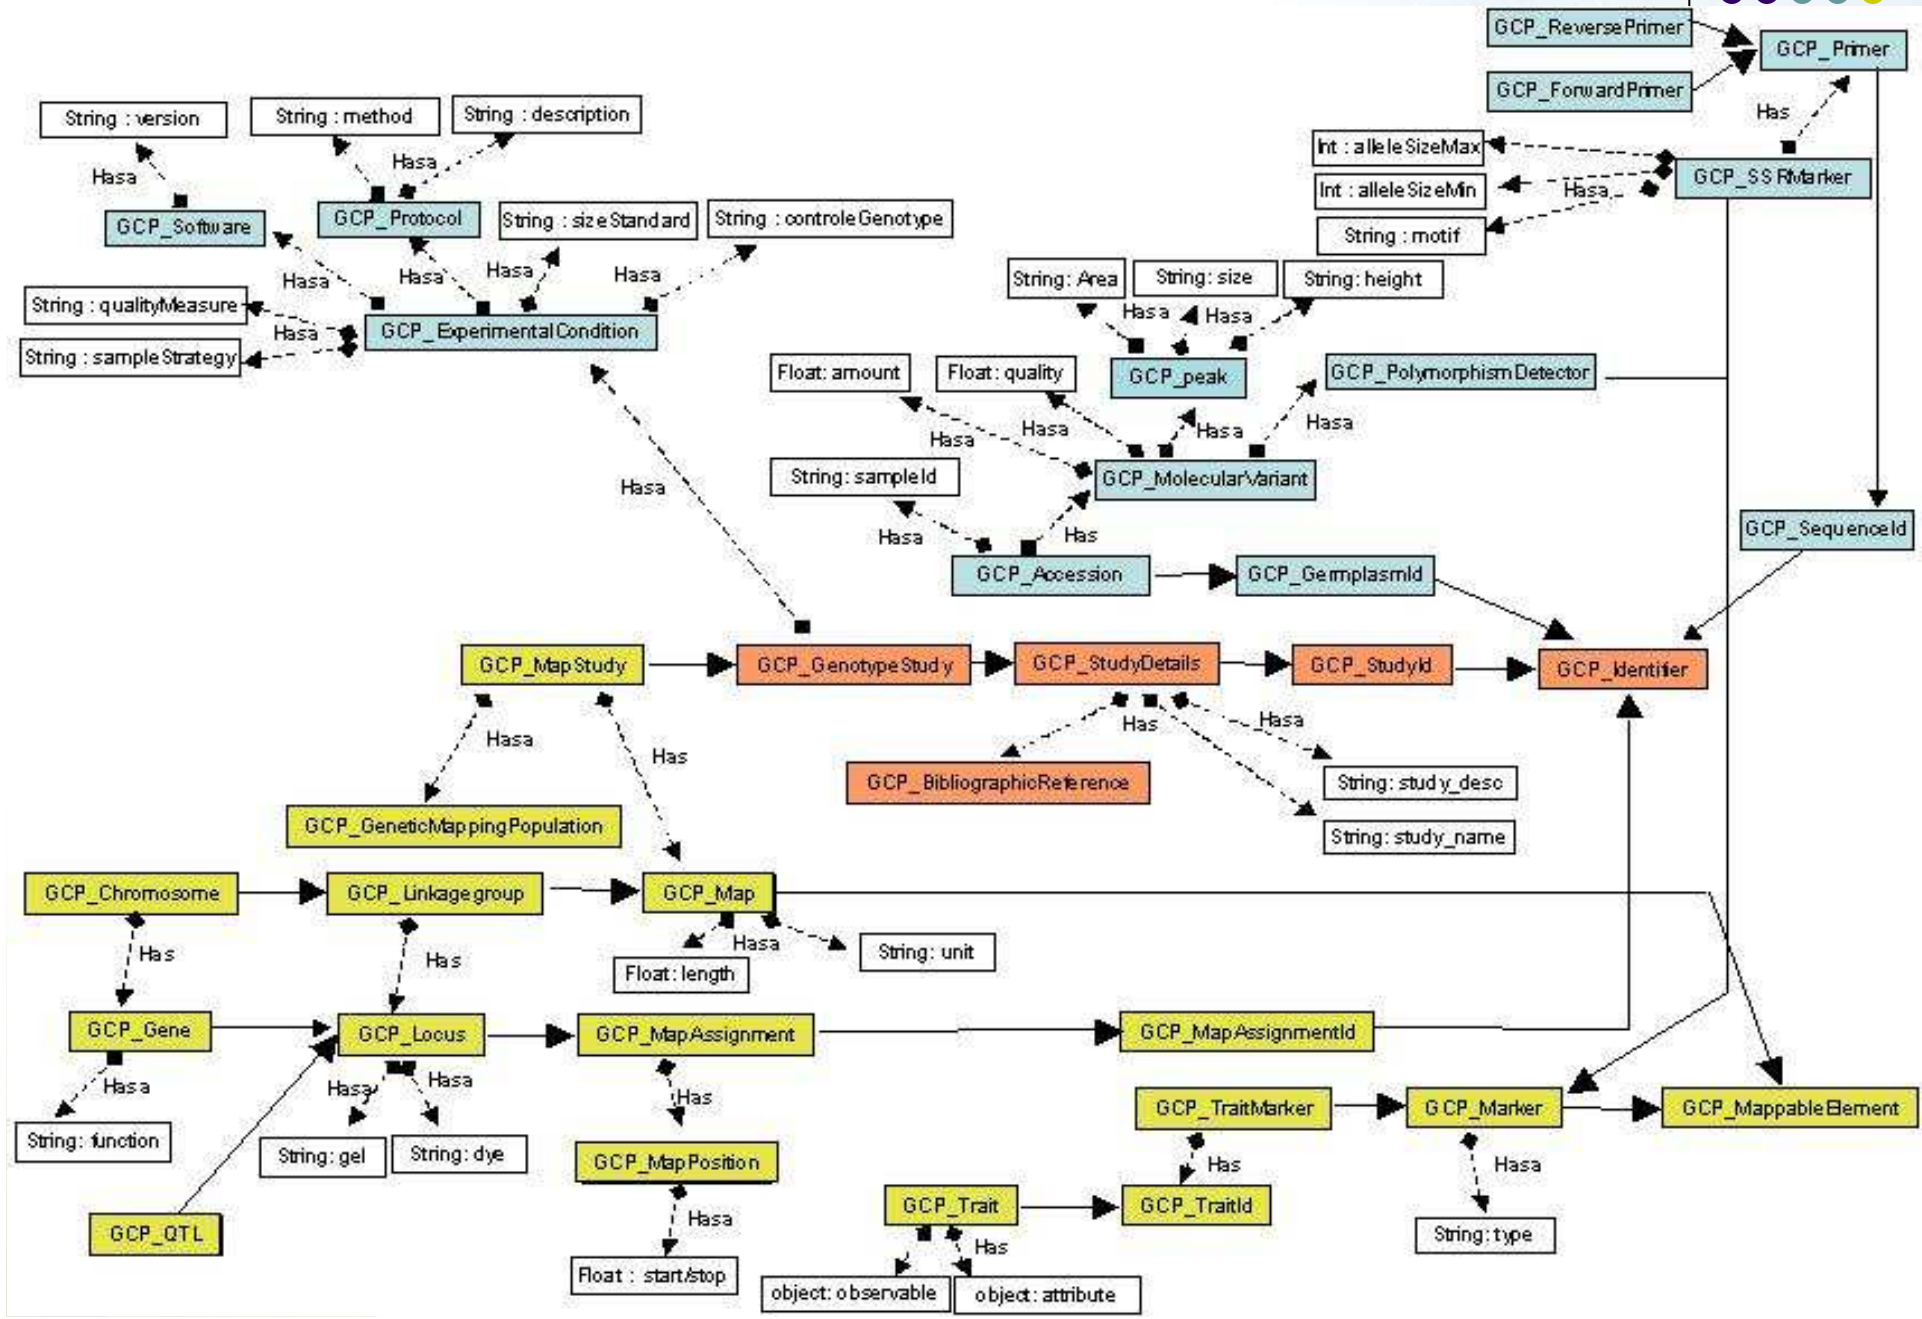 GCP_ReversePrimer
GCP_Primer
GCP_ForwardPrimer
Has
String : version
String : method
String : description
Hasa
Hasa
Int : alleleSizeMax
GCP_SSRMarker
Int : alleleSizeMin
Hasa
String : motif
GCP_Software
GCP_Protocol
String : sizeStandard
String : controleGenotype
Hasa
Hasa
Hasa
Hasa
String: Area
String: size
String: height
String : qualityMeasure
Hasa
GCP_ExperimentalCondition
String : sampleStrategy
Hasa
Hasa
Float: amount
Float: quality
GCP_peak
GCP_PolymorphismDetector
Hasa
Hasa
Hasa
Hasa
String: sampleId
GCP_MolecularVariant
Hasa
Hasa
Has
GCP_SequenceId
GCP_Accession
GCP_GermplasmId
GCP_MapStudy
GCP_GenotypeStudy
GCP_StudyDetails
GCP_StudyId
GCP_Identifier
Hasa
Has
Has
Hasa
GCP_BibliographicReference
String: study_desc
GCP_GeneticMappingPopulation
String: study_name
GCP_Chromosome
GCP_Linkagegroup
GCP_Map
Has
Has
Hasa
Float: length
String: unit
GCP_Gene
GCP_Locus
GCP_MapAssignment
GCP_MapAssignmentId
Hasa
Hasa
Hasa
Has
String: function
String: gel
String: dye
GCP_TraitMarker
GCP_Marker
GCP_MappableElement
GCP_MapPosition
Has
Hasa
GCP_QTL
Hasa
GCP_Trait
GCP_TraitId
String: type
Has
Float : start/stop
object: observable
object: attribute